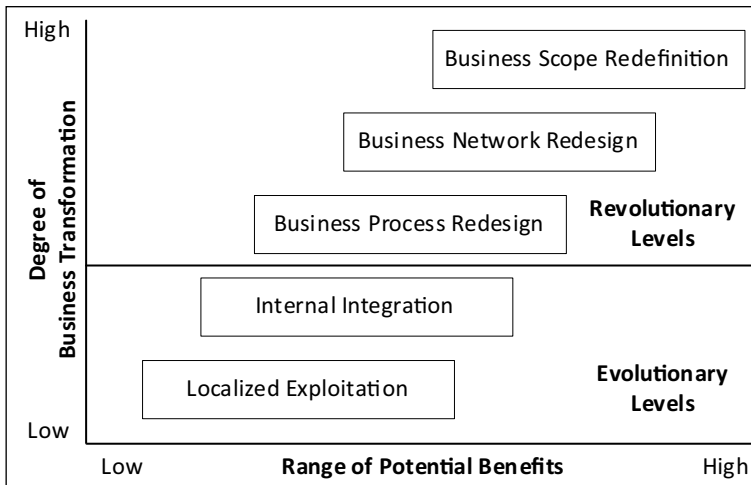 High
Business Scope Redefinition
Business Network Redesign
Degree of
Business Transformation
Business Process Redesign
Revolutionary
Levels
Internal Integration
Localized Exploitation
Evolutionary
Levels
Low
Low
Range of Potential Benefits
High